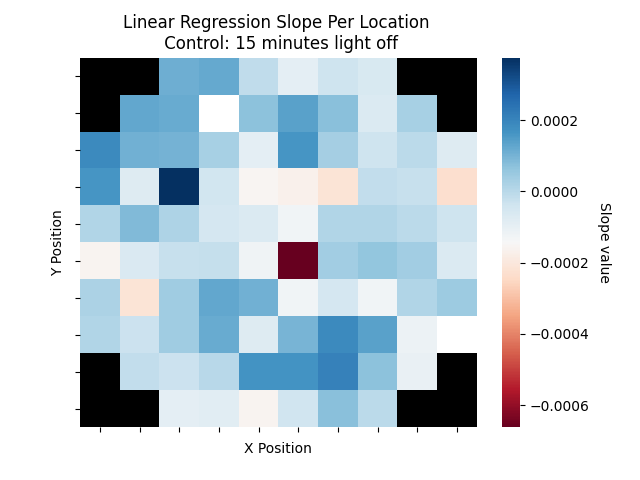 Linear Regression Slope Per Location
Control: 15 minutes light off
Y Position
X Position
0.0002
0.0000
−0.0002
−0.0004
−0.0006
Slope value